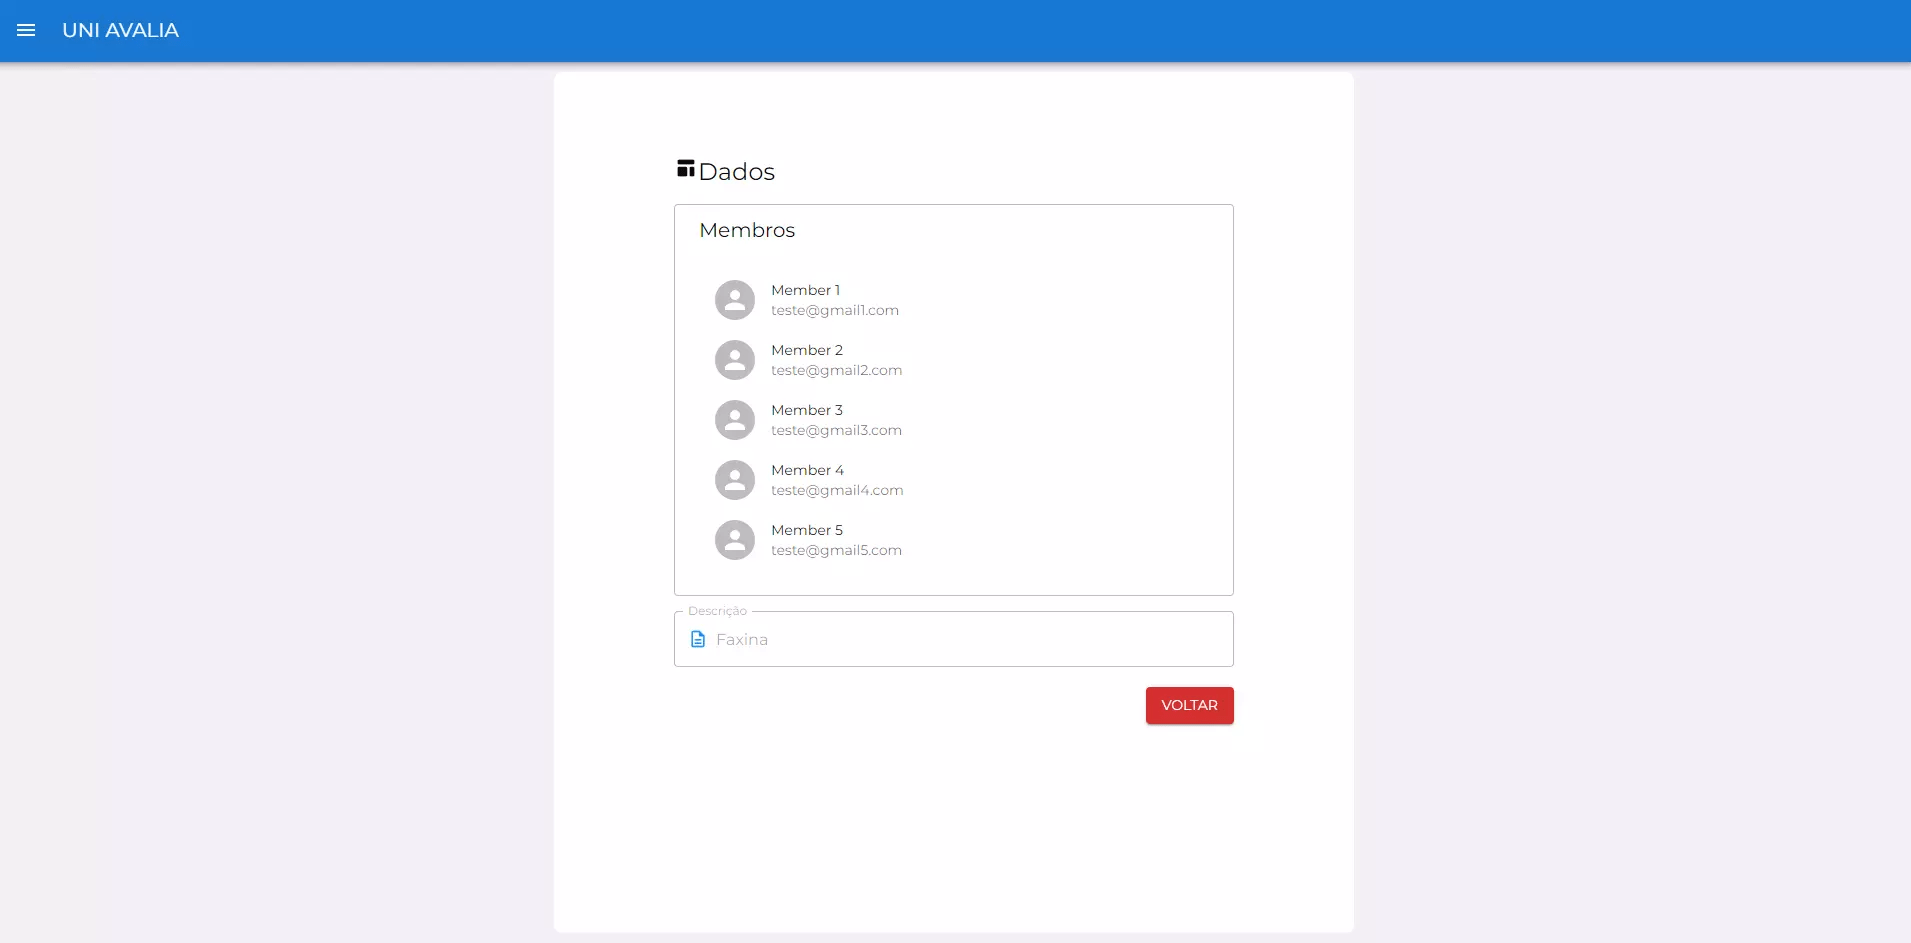 UNI AVALIA
Dados
Membros
Member 1
teste@gmail1.com
Member 2
teste@gmail2.com
Member 3
teste@gmail3.com
Member 4
teste@gmail4.com
Member 5
teste@gmail5.com
Descrição
Faxina
VOLTAR